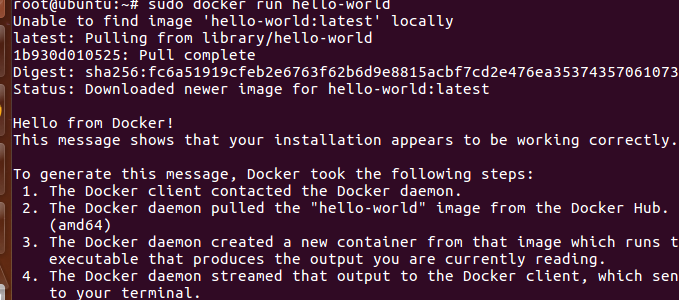 root@ubuntu:~# sudo docker run hello-world
Unable to find image 'hello-world:latest' locally
latest: Pulling from library/hello-world
1b930d010525: Pull complete
Digest: sha256:fc6a51919cfeb2e6763f62b6d9e8815acbf7cd2e476ea35374357061073
Status: Downloaded newer image for hello-world:latest
Hello from Docker!
This message shows that your installation appears to be working correctly.
To generate this message, Docker took the following steps:
1. The Docker client contacted the Docker daemon.
2. The Docker daemon pulled the "hello-world" image from the Docker Hub.
(amd64)
3. The Docker daemon created a new container from that image which runs t
executable that produces the output you are currently reading.
4. The Docker daemon streamed that output to the Docker client, which sen
to your terminal.